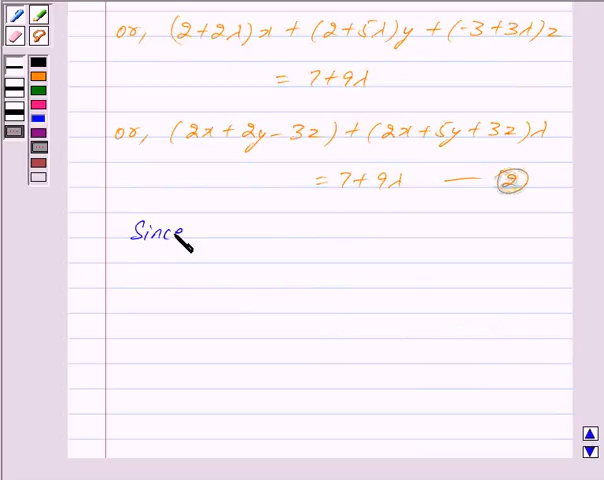 or, (2+2λ)x + (2+5λ)y + (-3+3λ)z
= 7+9λ
or, (2x+2y-3z) + (2x+5y+3z)λ
= 7+9λ — 2
Since